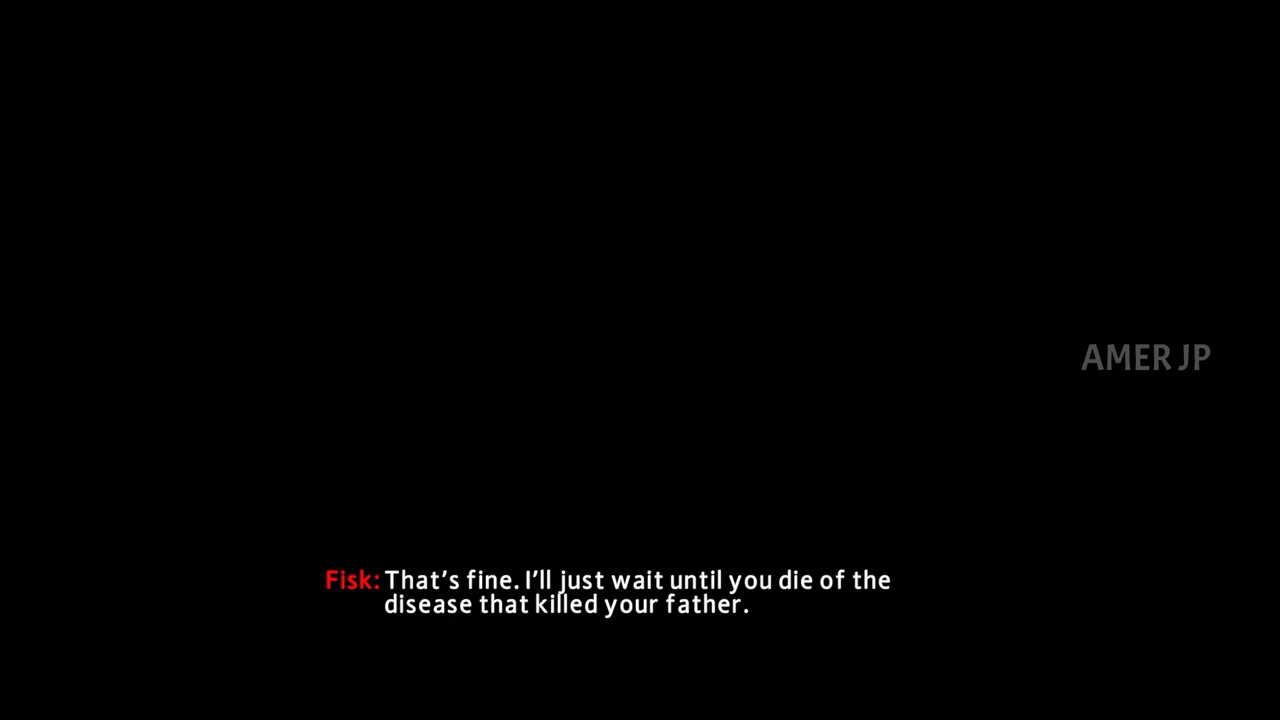 AMER JP
Fisk: That's fine. I'll just wait until you die of the
disease that killed your father.